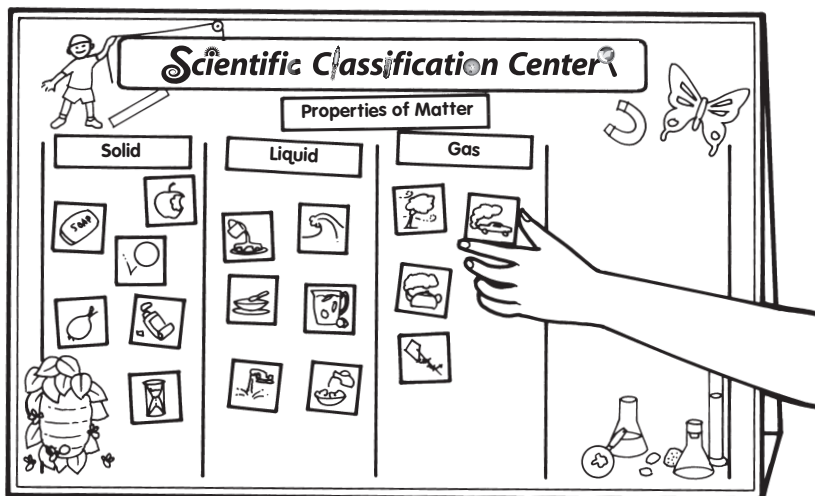 Scientific Classification Center
Properties of Matter
Solid
Liquid
Gas
SOAP